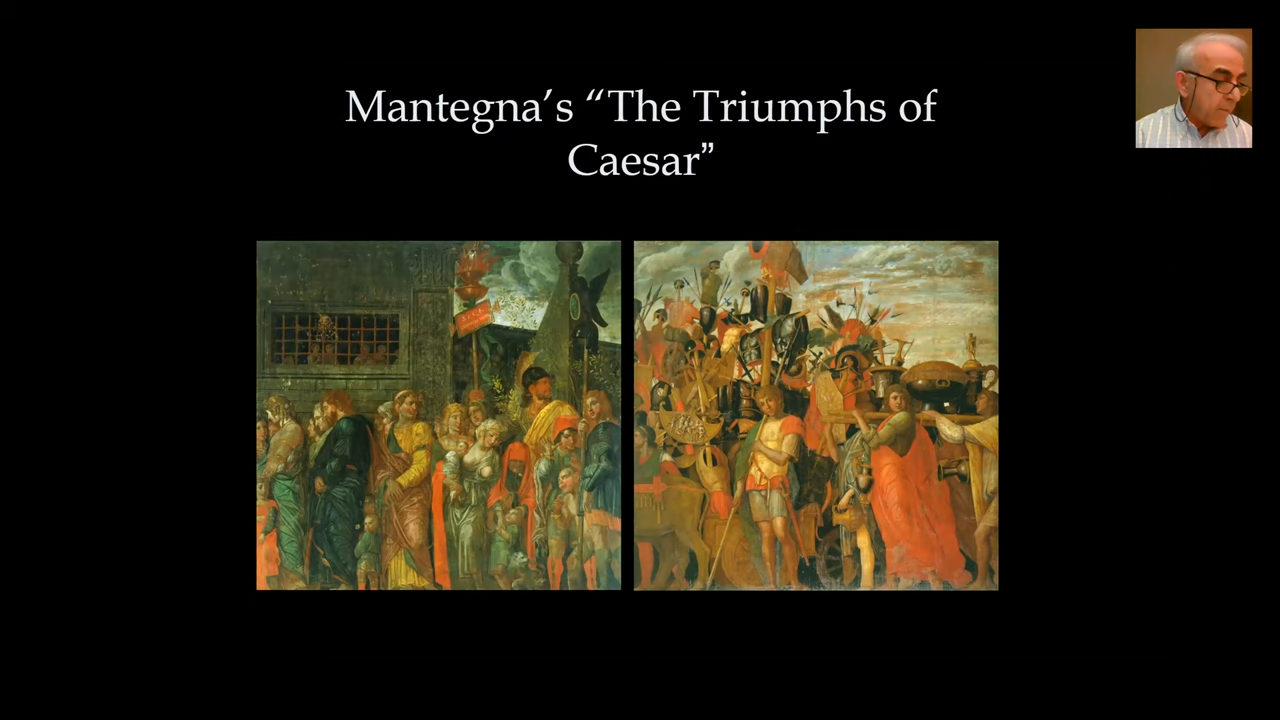 Mantegna’s “The Triumphs of
Caesar”